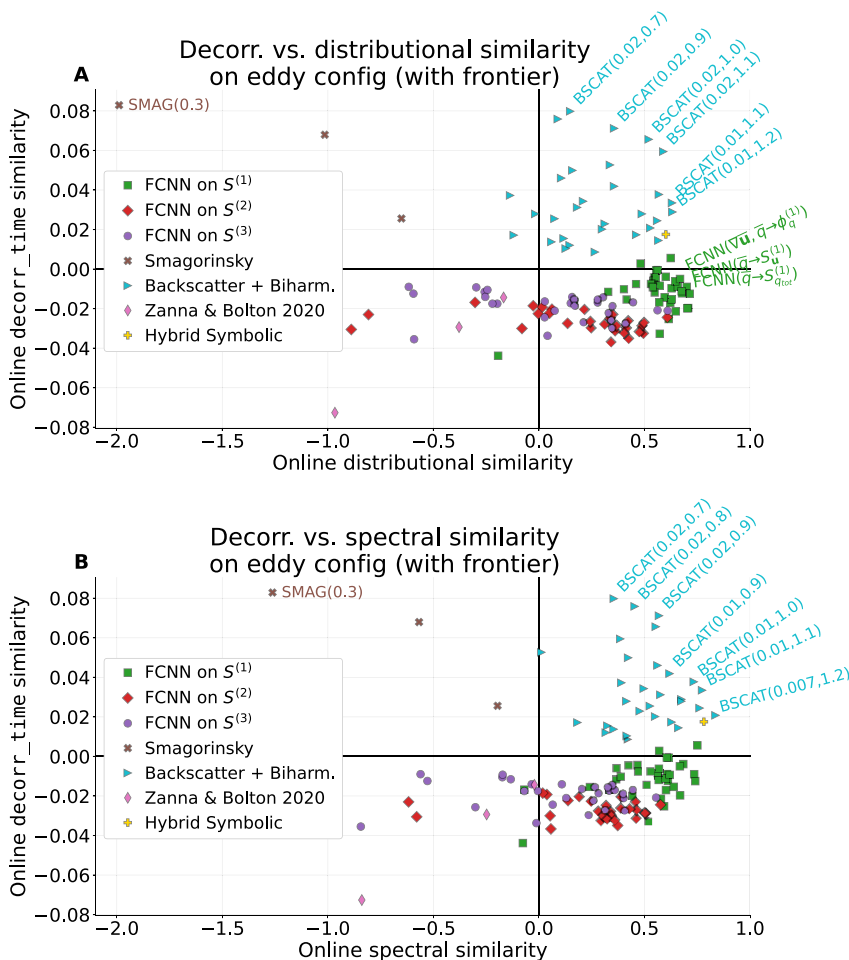 Decorr. vs. distributional similarity
on eddy config (with frontier)
A
BSCAT(0.02,0.7)
BSCAT(0.02,0.9)
BSCAT(0.02,1.0)
BSCAT(0.02,1.1)
BSCAT(0.01,1.1)
BSCAT(0.01,1.2)
SMAG(0.3)
FCNN(∇u̅, q̅→ϕ_q^(1))
FCNN(q̅→S_u^(1))
FCNN(q̅→S_qtot^(1))
FCNN on S^(1)
FCNN on S^(2)
FCNN on S^(3)
Smagorinsky
Backscatter + Biharm.
Zanna & Bolton 2020
Hybrid Symbolic
Online decorr_time similarity
0.08
0.06
0.04
0.02
0.00
−0.02
−0.04
−0.06
−0.08
−2.0 −1.5 −1.0 −0.5 0.0 0.5 1.0
Online distributional similarity
Decorr. vs. spectral similarity
on eddy config (with frontier)
B
BSCAT(0.02,0.7)
BSCAT(0.02,0.8)
BSCAT(0.02,0.9)
BSCAT(0.01,0.9)
BSCAT(0.01,1.0)
BSCAT(0.01,1.1)
BSCAT(0.007,1.2)
SMAG(0.3)
FCNN on S^(1)
FCNN on S^(2)
FCNN on S^(3)
Smagorinsky
Backscatter + Biharm.
Zanna & Bolton 2020
Hybrid Symbolic
Online decorr_time similarity
0.08
0.06
0.04
0.02
0.00
−0.02
−0.04
−0.06
−0.08
−2.0 −1.5 −1.0 −0.5 0.0 0.5 1.0
Online spectral similarity